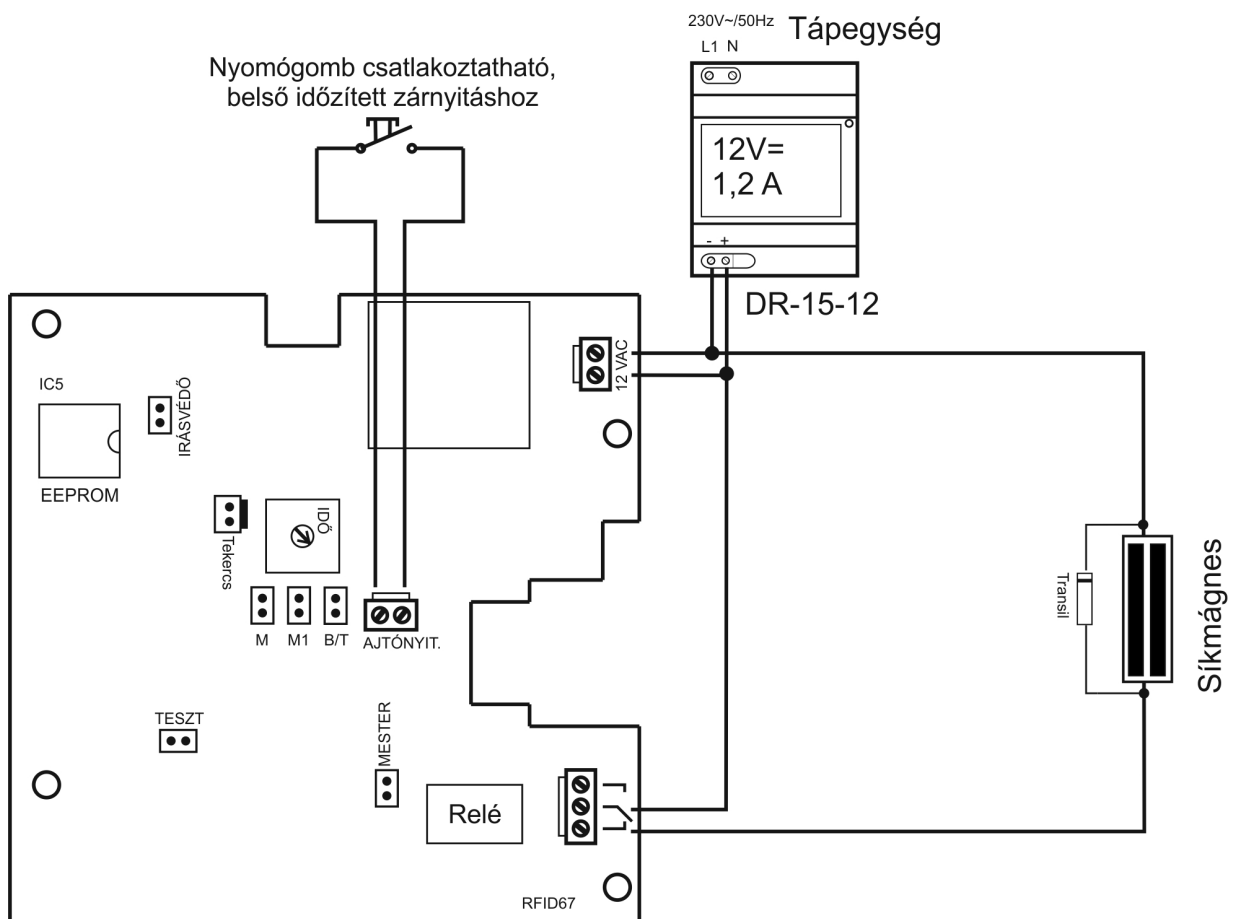 230V~/50Hz
Tápegység
L1 N
Nyomógomb csatlakoztatható,
belső időzített zárnyitáshoz
12V=
1,2 A
- +
DR-15-12
12 VAC
IC5
IRÁSVÉDŐ
EEPROM
IDŐ
Tekercs
M
M1
B/T
AJTÓNYIT.
Transil
Síkmágnes
TESZT
MESTER
Relé
RFID67